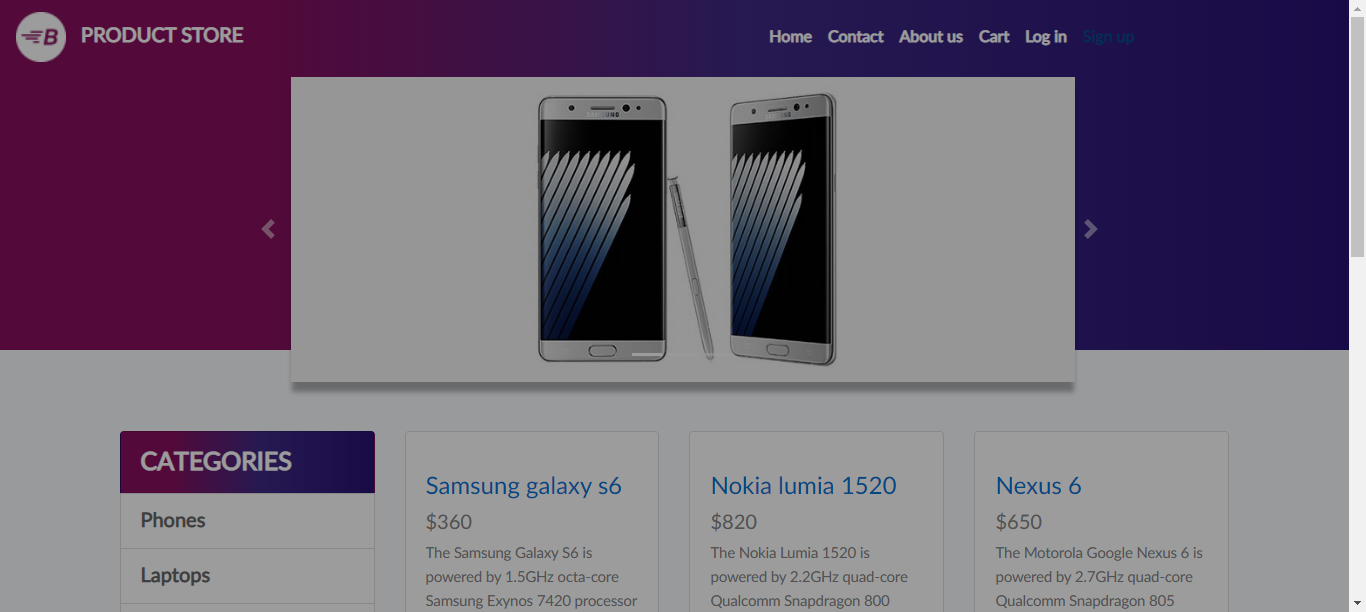 B PRODUCT STORE
Home Contact About us Cart Log in Sign up
SAMSUNG SAMSUNG
CATEGORIES
Phones
Laptops
Samsung galaxy s6
$360
The Samsung Galaxy S6 is
powered by 1.5GHz octa-core
Samsung Exynos 7420 processor
Nokia lumia 1520
$820
The Nokia Lumia 1520 is
powered by 2.2GHz quad-core
Qualcomm Snapdragon 800
Nexus 6
$650
The Motorola Google Nexus 6 is
powered by 2.7GHz quad-core
Qualcomm Snapdragon 805